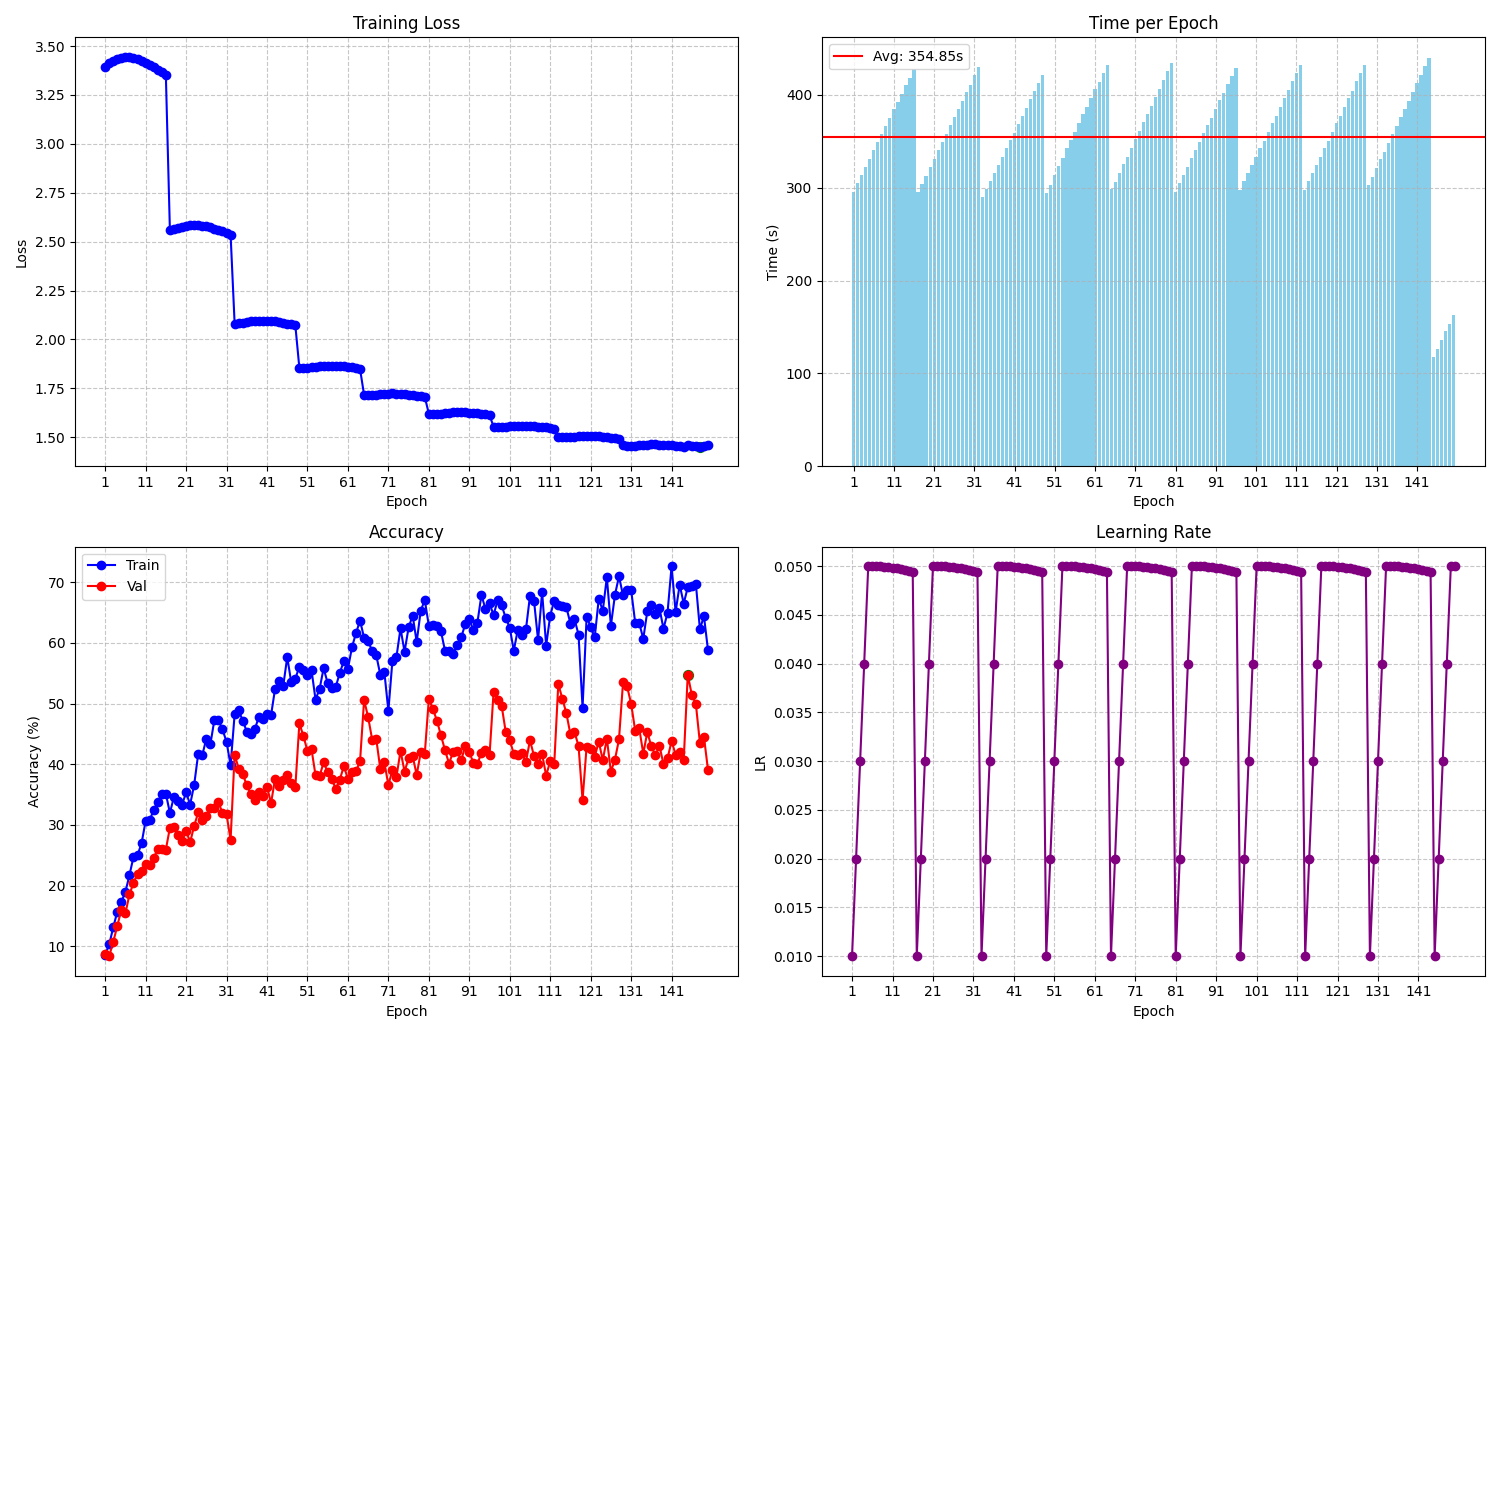 Training Loss
3.50
3.25
3.00
2.75
2.50
2.25
2.00
1.75
1.50
Loss
1 11 21 31 41 51 61 71 81 91 101 111 121 131 141
Epoch
Time per Epoch
Avg: 354.85s
400
300
200
100
0
Time (s)
1 11 21 31 41 51 61 71 81 91 101 111 121 131 141
Epoch
Accuracy
Train
Val
70
60
50
40
30
20
10
Accuracy (%)
1 11 21 31 41 51 61 71 81 91 101 111 121 131 141
Epoch
Learning Rate
0.050
0.045
0.040
0.035
0.030
0.025
0.020
0.015
0.010
LR
1 11 21 31 41 51 61 71 81 91 101 111 121 131 141
Epoch